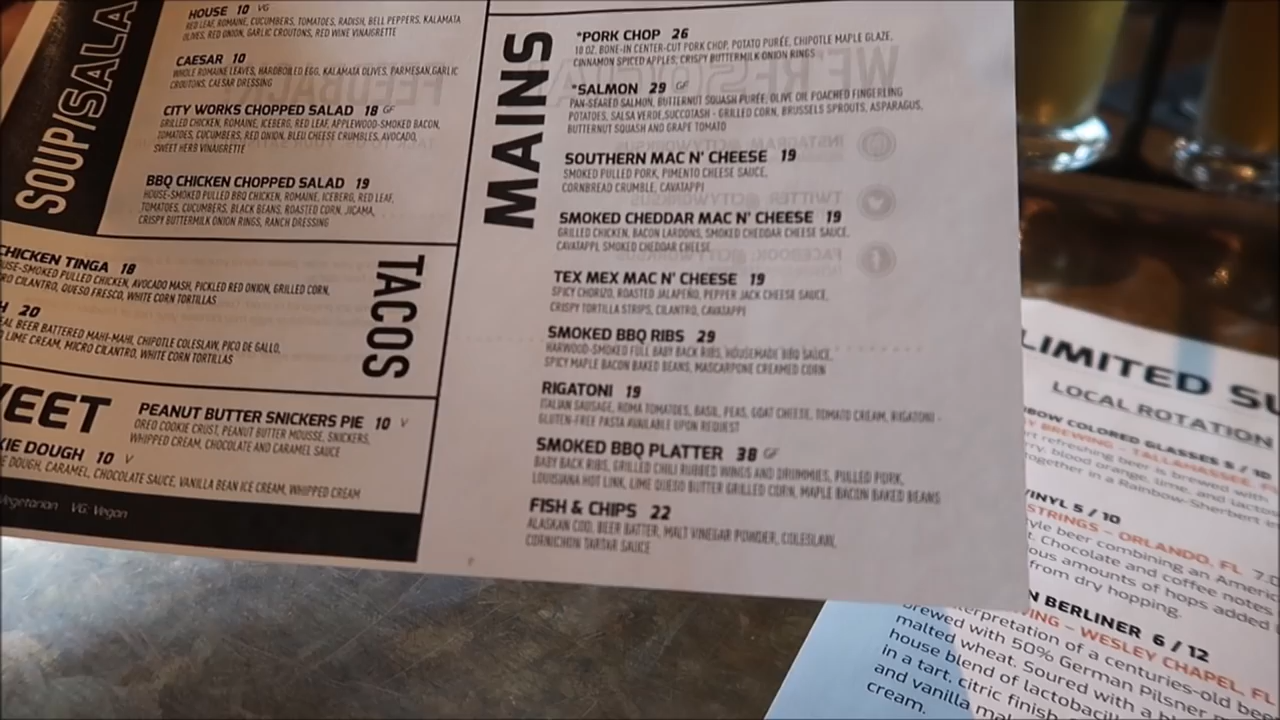 SOUP/SALA
HOUSE 10 VG
RED LEAF, ROMAINE, CUCUMBERS, TOMATOES, RADISH, BELL PEPPERS, KALAMATA
OLIVES, RED ONION, GARLIC CROUTONS, RED WINE VINAIGRETTE
CAESAR 10
WHOLE ROMAINE LEAVES, HARDBOILED EGG, KALAMATA OLIVES, PARMESAN, GARLIC
CROUTONS, CAESAR DRESSING
CITY WORKS CHOPPED SALAD 18 GF
GRILLED CHICKEN, ROMAINE, ICEBERG, RED LEAF, APPLEWOOD-SMOKED BACON,
TOMATOES, CUCUMBERS, RED ONION, BLEU CHEESE CRUMBLES, AVOCADO,
SWEET HERB VINAIGRETTE
BBQ CHICKEN CHOPPED SALAD 19
HOUSE-SMOKED PULLED BBQ CHICKEN, ROMAINE, ICEBERG, RED LEAF,
TOMATOES, CUCUMBERS, BLACK BEANS, ROASTED CORN, JICAMA,
CRISPY BUTTERMILK ONION RINGS, RANCH DRESSING
TACOS
CHICKEN TINGA 18
USE-SMOKED PULLED CHICKEN, AVOCADO MASH, PICKLED RED ONION, GRILLED CORN,
RO CILANTRO, QUESO FRESCO, WHITE CORN TORTILLAS
H 20
EAL BEER BATTERED MAHI-MAHI, CHIPOTLE COLESLAW, PICO DE GALLO,
O LIME CREAM, MICRO CILANTRO, WHITE CORN TORTILLAS
EET
PEANUT BUTTER SNICKERS PIE 10 V
OREO COOKIE CRUST, PEANUT BUTTER MOUSSE, SNICKERS,
WHIPPED CREAM, CHOCOLATE AND CARAMEL SAUCE
KIE DOUGH 10 V
E DOUGH, CARAMEL, CHOCOLATE SAUCE, VANILLA BEAN ICE CREAM, WHIPPED CREAM
Vegetarian VG: Vegan
MAINS
*PORK CHOP 26
10 OZ. BONE-IN CENTER-CUT PORK CHOP, POTATO PURÉE, CHIPOTLE MAPLE GLAZE,
CINNAMON SPICED APPLES, CRISPY BUTTERMILK ONION RINGS
*SALMON 29 GF
PAN-SEARED SALMON, BUTTERNUT SQUASH PURÉE, OLIVE OIL POACHED FINGERLING
POTATOES, SALSA VERDE,SUCCOTASH - GRILLED CORN, BRUSSELS SPROUTS, ASPARAGUS,
BUTTERNUT SQUASH AND GRAPE TOMATO
SOUTHERN MAC N' CHEESE 19
SMOKED PULLED PORK, PIMENTO CHEESE SAUCE,
CORNBREAD CRUMBLE, CAVATAPPI
SMOKED CHEDDAR MAC N' CHEESE 19
GRILLED CHICKEN, BACON LARDONS, SMOKED CHEDDAR CHEESE SAUCE,
CAVATAPPI, SMOKED CHEDDAR CHEESE
TEX MEX MAC N' CHEESE 19
SPICY CHORIZO, ROASTED JALAPEÑO, PEPPER JACK CHEESE SAUCE,
CRISPY TORTILLA STRIPS, CILANTRO, CAVATAPPI
SMOKED BBQ RIBS 29
HARWOOD-SMOKED FULL BABY BACK RIBS, HOUSEMADE BBQ SAUCE,
SPICY MAPLE BACON BAKED BEANS, MASCARPONE CREAMED CORN
RIGATONI 19
ITALIAN SAUSAGE, ROMA TOMATOES, BASIL, PEAS, GOAT CHEESE, TOMATO CREAM, RIGATONI -
GLUTEN-FREE PASTA AVAILABLE UPON REQUEST
SMOKED BBQ PLATTER 38 GF
BABY BACK RIBS, GRILLED CHILI RUBBED WINGS AND DRUMMIES, PULLED PORK,
LOUISIANA HOT LINK, LIME QUESO BUTTER GRILLED CORN, MAPLE BACON BAKED BEANS
FISH & CHIPS 22
ALASKAN COD, BEER BATTER, MALT VINEGAR POWDER, COLESLAW,
CORNICHON TARTAR SAUCE
LIMITED SU
LOCAL ROTATION
BOW COLORED GLASSES 5 / 10
Y BREWING - TALLAHASSEE,
rt refreshing beer is brewed with
rry, blood orange, lime, and lactos
together in a Rainbow-Sherbert in
VINYL 5 / 10
STRINGS - ORLANDO, FL 7.
yle beer combining an Americ
t. Chocolate and coffee notes
ous amounts of hops added
from dry hopping.
N BERLINER 6 / 12
ING - WESLEY CHAPEL, FL
erpretation of a centuries-old bee
brewed with 50% German Pilsner
malted wheat. Soured with a
house blend of lactobacil
in a tart, citric finish
and vanilla
cream.